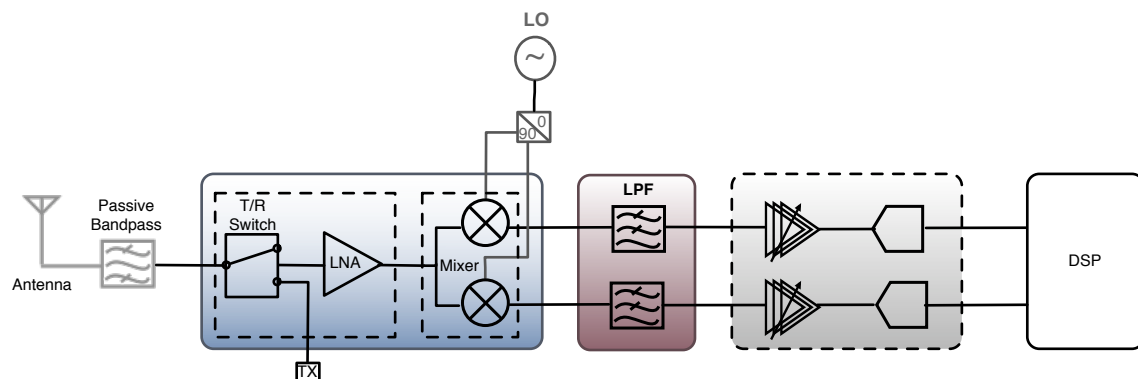 LO
0
90
Passive
Bandpass
T/R
Switch
LPF
LNA
Mixer
DSP
Antenna
TX